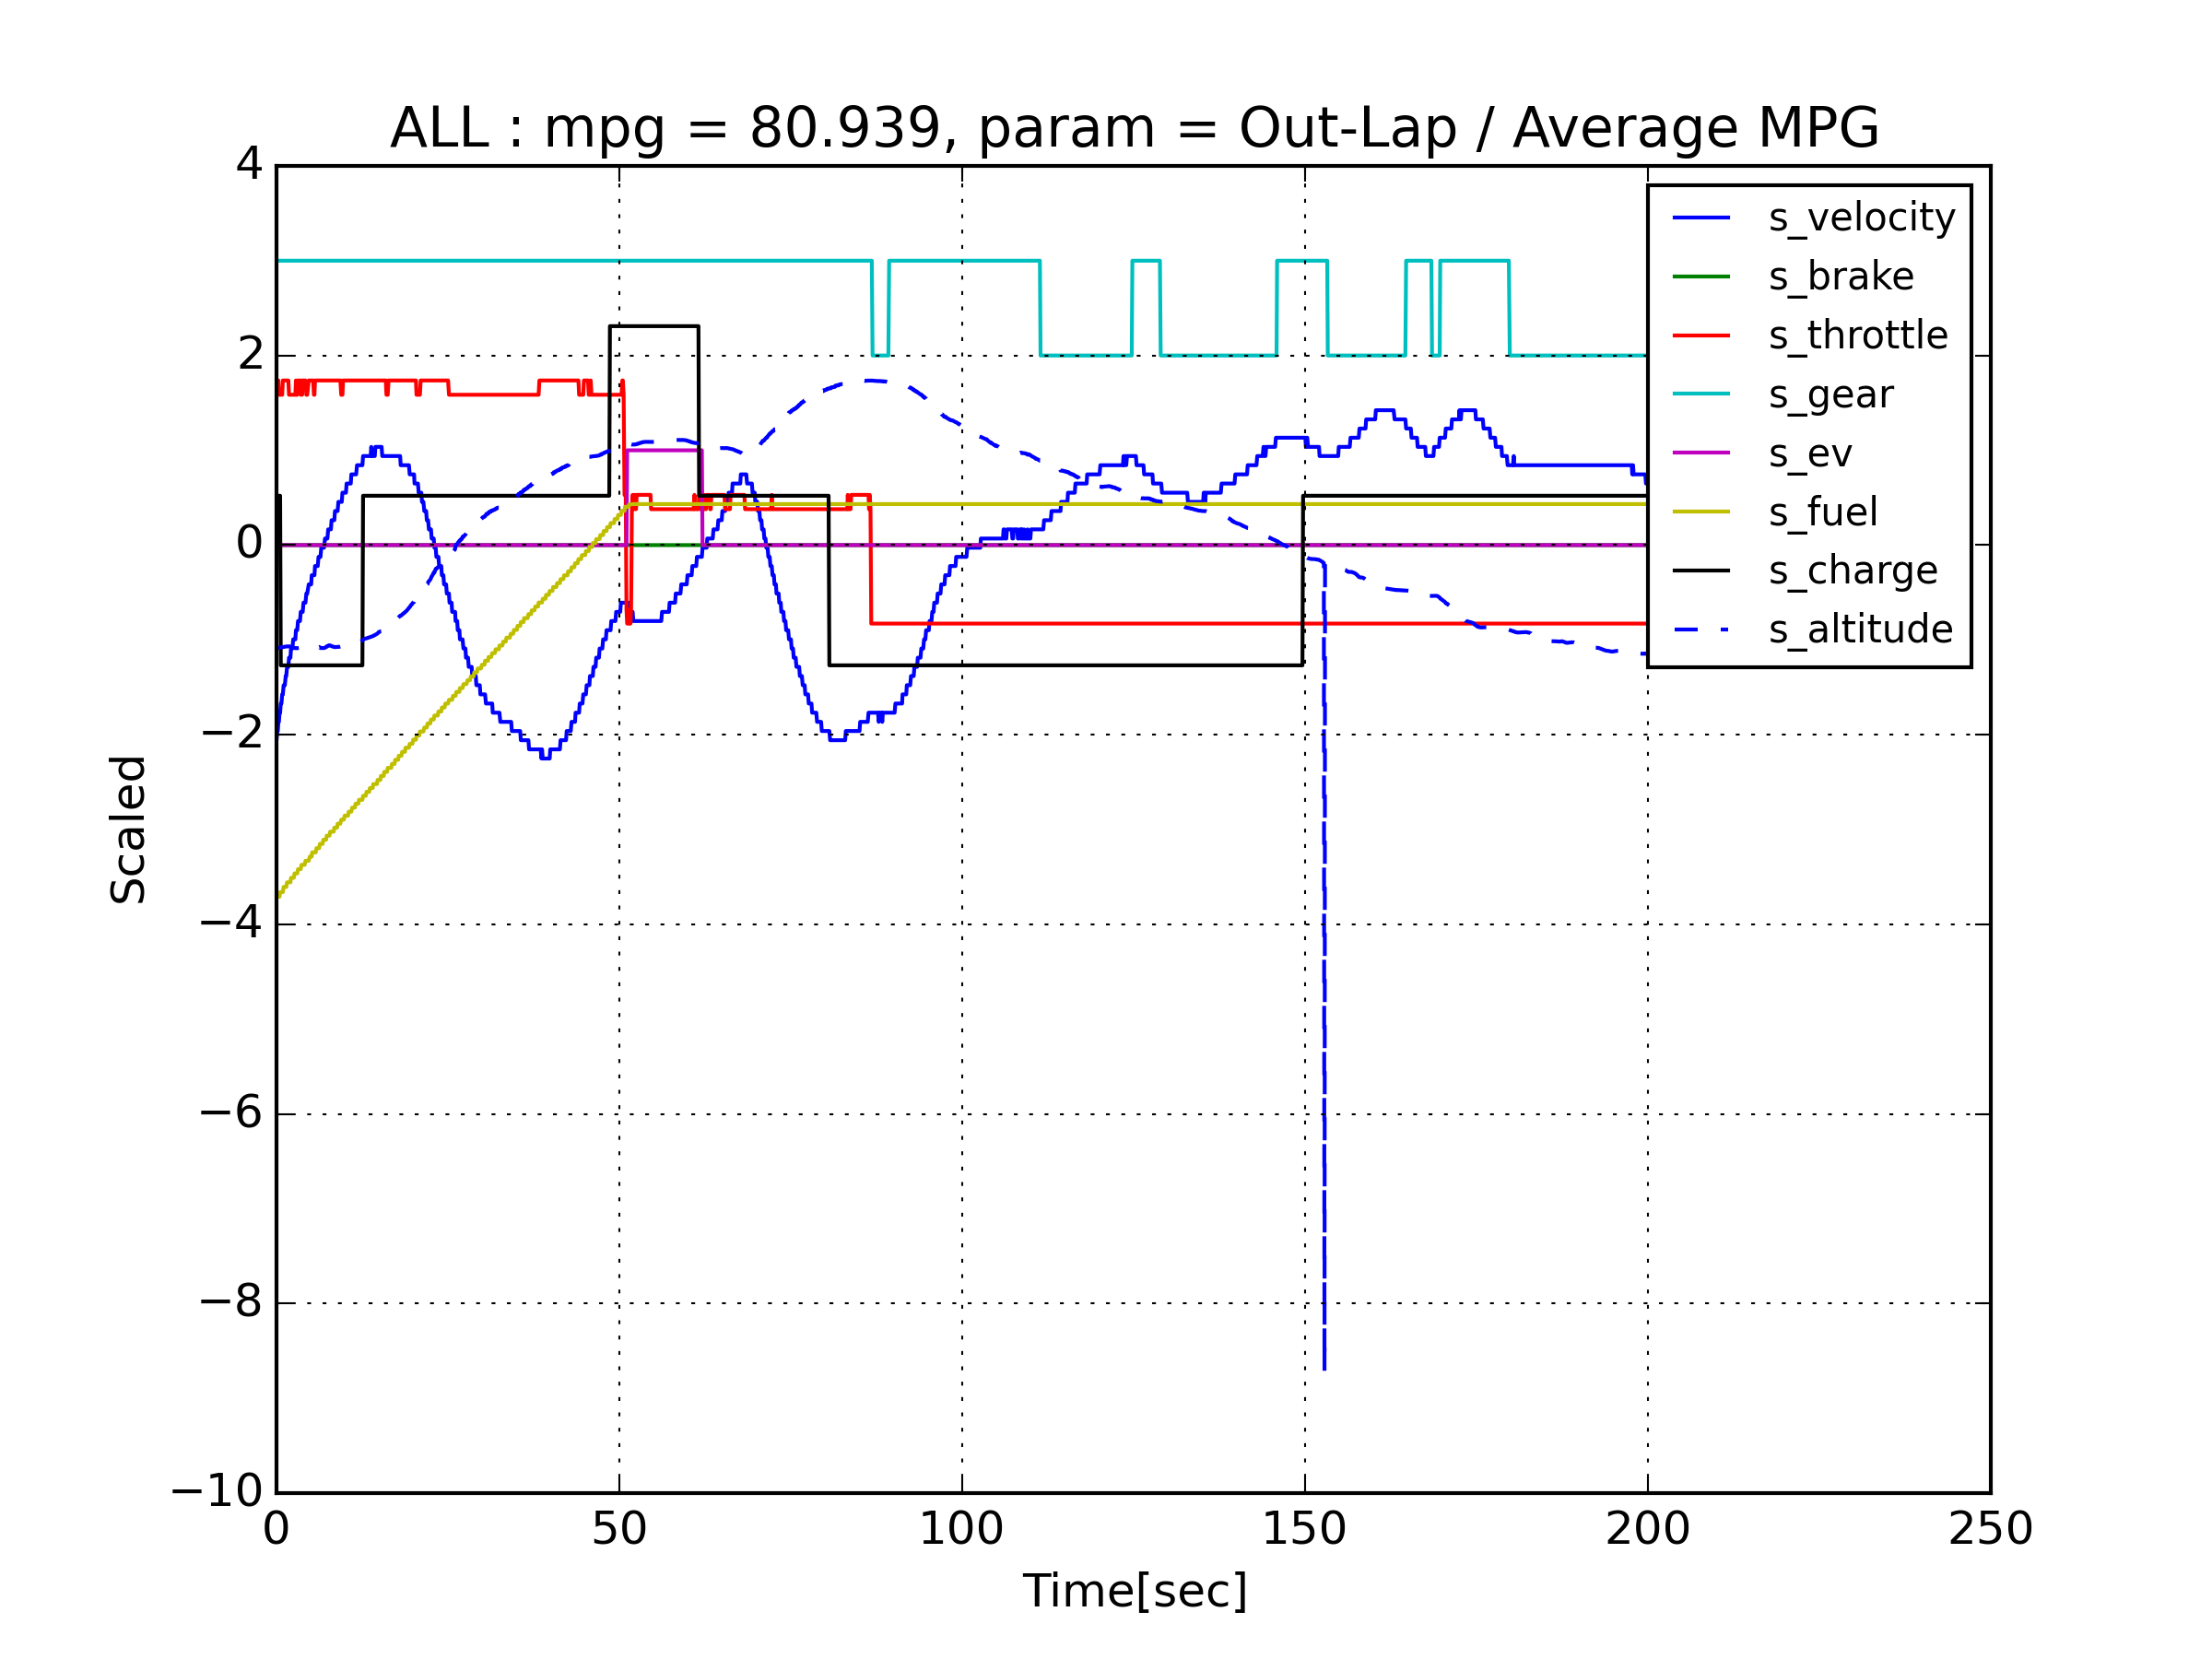 ALL : mpg = 80.939, param = Out-Lap / Average MPG
4
2
0
−2
−4
−6
−8
−10
Scaled
0 50 100 150 200 250
Time[sec]
s_velocity
s_brake
s_throttle
s_gear
s_ev
s_fuel
s_charge
s_altitude